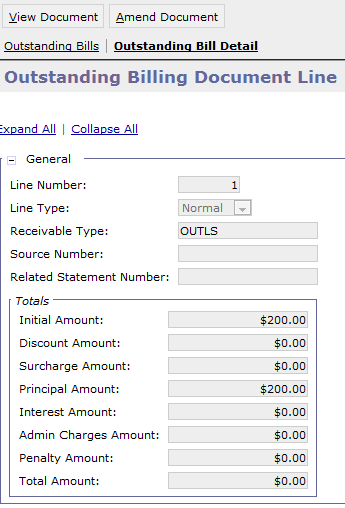 View Document Amend Document
Outstanding Bills | Outstanding Bill Detail
Outstanding Billing Document Line
Expand All | Collapse All
General
Line Number: 1
Line Type: Normal
Receivable Type: OUTLS
Source Number:
Related Statement Number:
Totals
Initial Amount: $200.00
Discount Amount: $0.00
Surcharge Amount: $0.00
Principal Amount: $200.00
Interest Amount: $0.00
Admin Charges Amount: $0.00
Penalty Amount: $0.00
Total Amount: $0.00